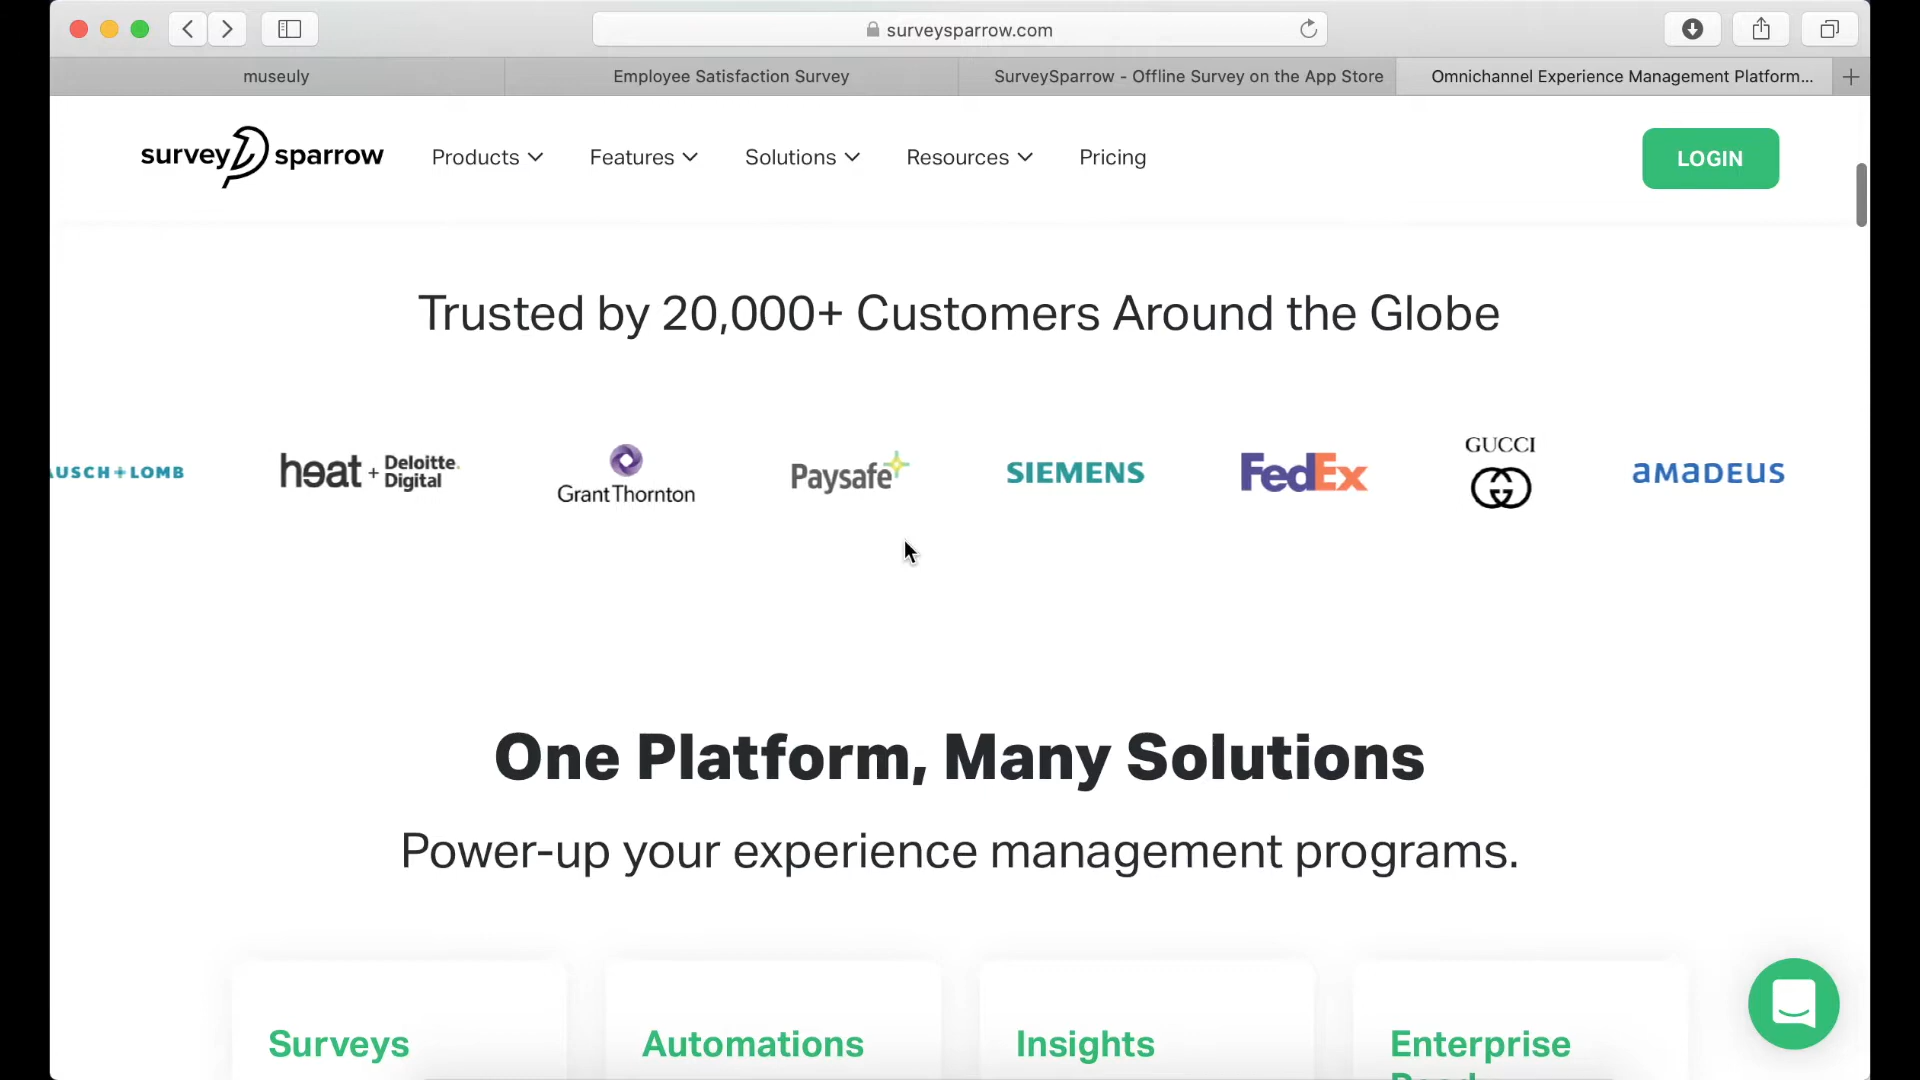 surveysparrow.com
museuly
Employee Satisfaction Survey
SurveySparrow - Offline Survey on the App Store
Omnichannel Experience Management Platform...
survey sparrow
Products
Features
Solutions
Resources
Pricing
LOGIN
Trusted by 20,000+ Customers Around the Globe
AUSCH+LOMB
heat + Deloitte.
Digital
Grant Thornton
Paysafe
SIEMENS
FedEx
GUCCI
amadeus
One Platform, Many Solutions
Power-up your experience management programs.
Surveys
Automations
Insights
Enterprise